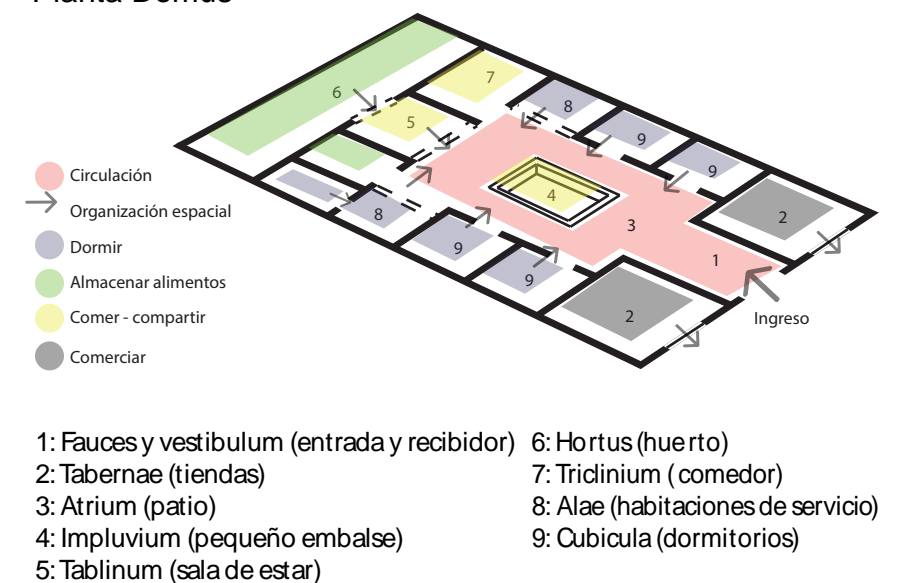 Planta Domus
6
7
5
8
9
9
4
2
3
1
8
9
9
2
Ingreso
Circulación
Organización espacial
Dormir
Almacenar alimentos
Comer - compartir
Comerciar
1: Fauces y vestibulum (entrada y recibidor)
2: Tabernae (tiendas)
3: Atrium (patio)
4: Impluvium (pequeño embalse)
5: Tablinum (sala de estar)
6: Hortus (huerto)
7: Triclinium ( comedor)
8: Alae (habitaciones de servicio)
9: Cubicula (dormitorios)